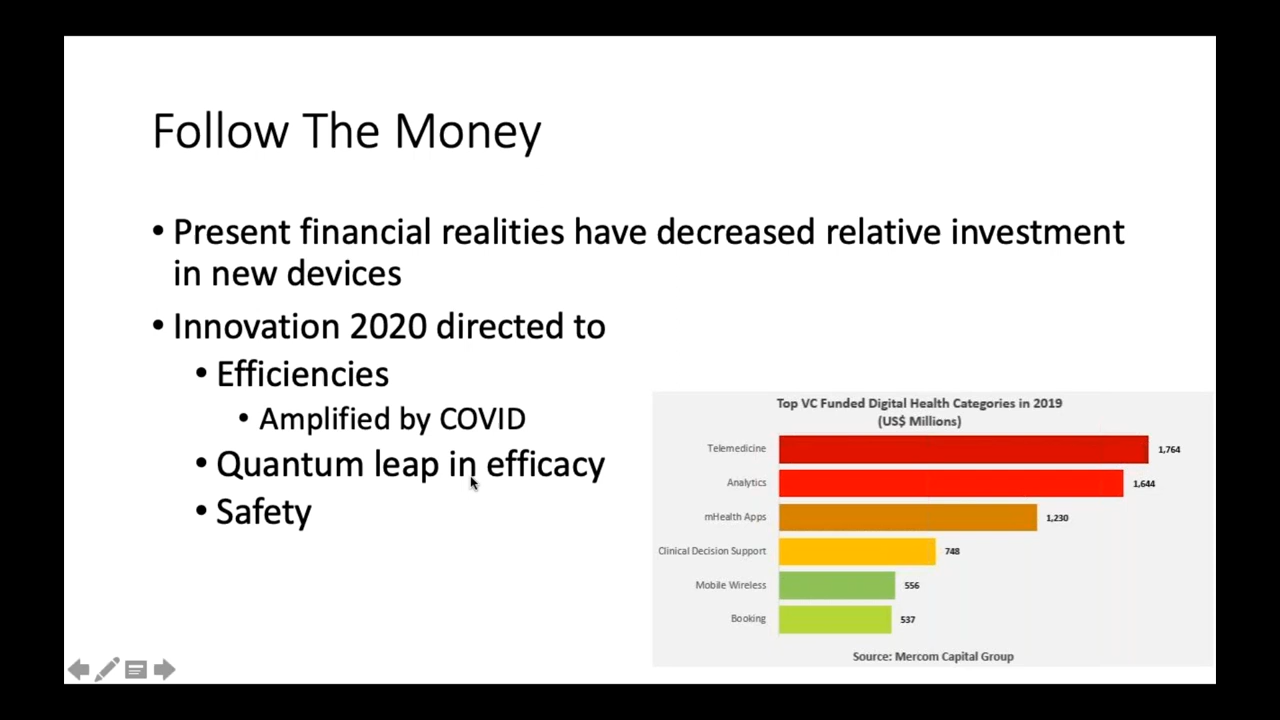 Follow The Money
• Present financial realities have decreased relative investment
in new devices
• Innovation 2020 directed to
• Efficiencies
• Amplified by COVID
• Quantum leap in efficacy
• Safety
Top VC Funded Digital Health Categories in 2019
(US$ Millions)
Telemedicine 1,764
Analytics 1,644
mHealth Apps 1,230
Clinical Decision Support 748
Mobile Wireless 556
Booking 537
Source: Mercom Capital Group